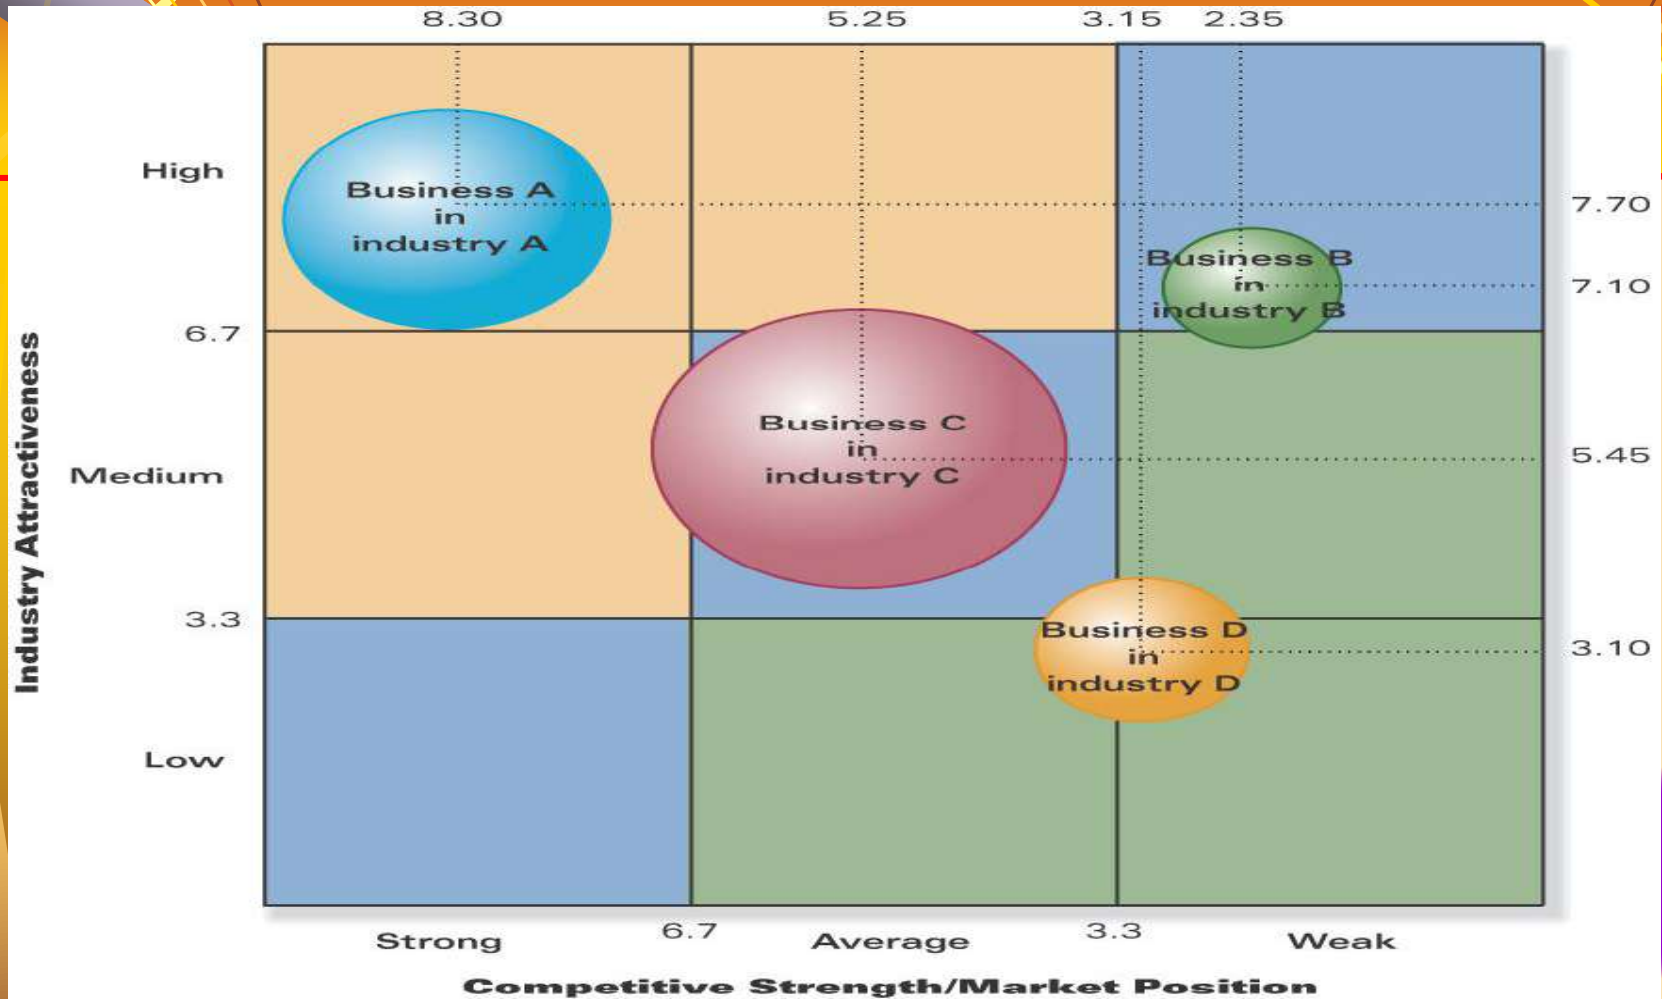 8.30 5.25 3.15 2.35
High
Business A
in
industry A
7.70
Business B
in
industry B
7.10
6.7
Industry Attractiveness
Medium
Business C
in
industry C
5.45
3.3
Business D
in
industry D
3.10
Low
6.7 3.3
Strong Average Weak
Competitive Strength/Market Position